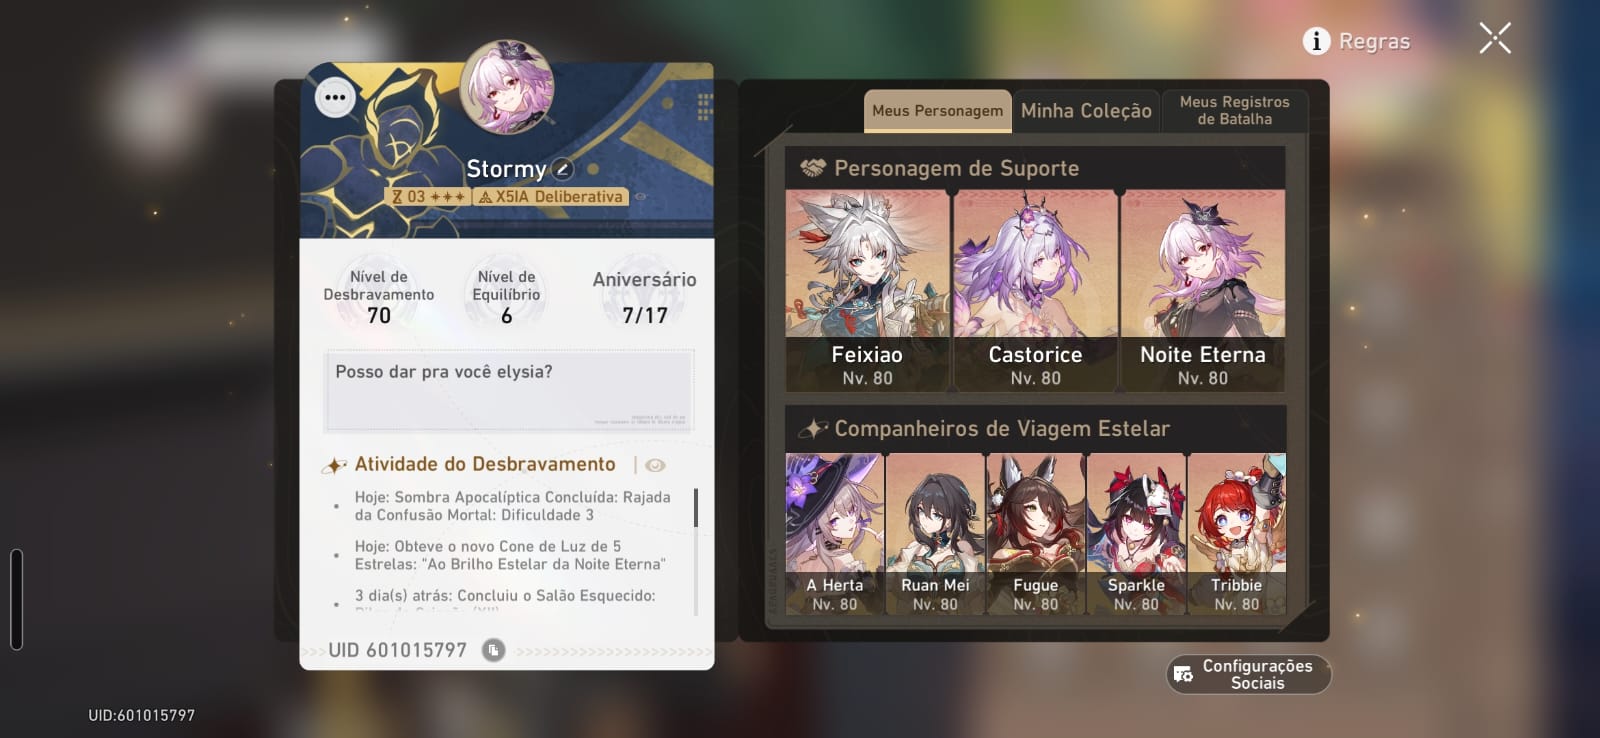 Regras
Stormy
03
X5IA Deliberativa
Nível de
Desbravamento
70
Nível de
Equilíbrio
6
Aniversário
7/17
Posso dar pra você elysia?
Atividade do Desbravamento
Hoje: Sombra Apocalíptica Concluída: Rajada
da Confusão Mortal: Dificuldade 3
Hoje: Obteve o novo Cone de Luz de 5
Estrelas: "Ao Brilho Estelar da Noite Eterna"
3 dia(s) atrás: Concluiu o Salão Esquecido:
UID 601015797
Meus Personagem
Minha Coleção
Meus Registros
de Batalha
Personagem de Suporte
Feixiao
Nv. 80
Castorice
Nv. 80
Noite Eterna
Nv. 80
Companheiros de Viagem Estelar
A Herta
Nv. 80
Ruan Mei
Nv. 80
Fugue
Nv. 80
Sparkle
Nv. 80
Tribbie
Nv. 80
Configurações
Sociais
UID:601015797